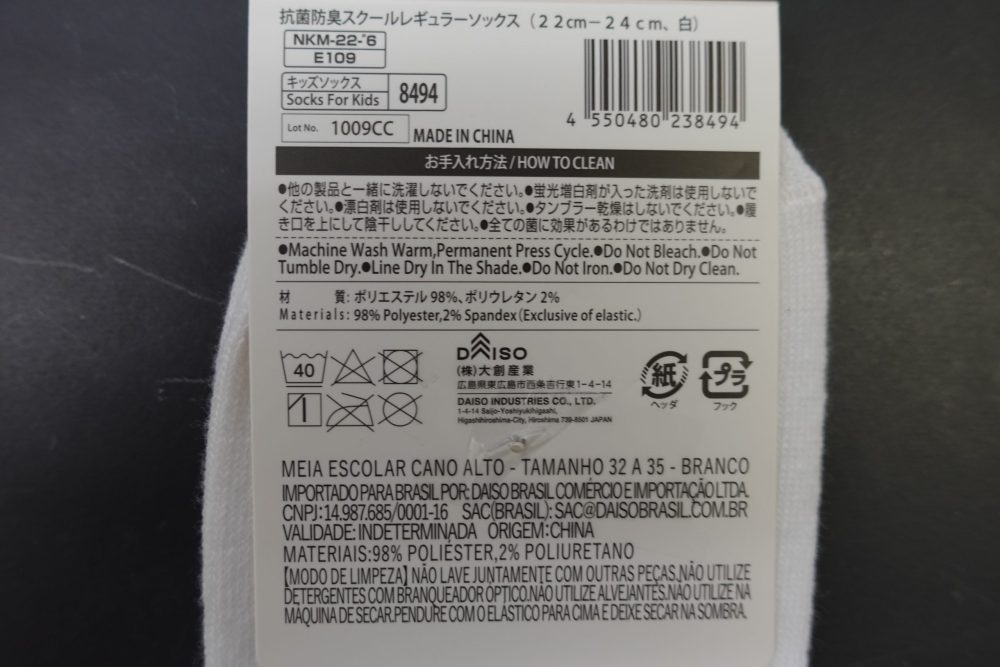 抗菌防臭スクールレギュラーソックス（２２cm－２４ｃｍ、白）
NKM-22-"6
E109
キッズソックス
Socks For Kids 8494
Lot No. 1009CC MADE IN CHINA
4 550480 238494
お手入れ方法 / HOW TO CLEAN
●他の製品と一緒に洗濯しないでください。●蛍光増白剤が入った洗剤は使用しないで
ください。●漂白剤は使用しないでください。●タンブラー乾燥はしないでください。●履
き口を上にして陰干ししてください。●全ての菌に効果があるわけではありません。
●Machine Wash Warm,Permanent Press Cycle.●Do Not Bleach.●Do Not
Tumble Dry.●Line Dry In The Shade.●Do Not Iron.●Do Not Dry Clean.
材 質: ポリエステル 98%、ポリウレタン 2%
Materials: 98% Polyester,2% Spandex (Exclusive of elastic.)
40
DAISO
(株)大創産業
広島県東広島市西条吉行東1-4-14
DAISO INDUSTRIES CO., LTD.
1-4-14 Saijo-Yoshiyukihigashi,
Higashihiroshima-City, Hiroshima 739-8501 JAPAN
紙 プラ
ヘッダ フック
MEIA ESCOLAR CANO ALTO - TAMANHO 32 A 35 - BRANCO
IMPORTADO PARA BRASIL POR: DAISO BRASIL COMÉRCIO E IMPORTAÇÃO LTDA.
CNPJ:14.987.685/0001-16 SAC(BRASIL): SAC@DAISOBRASIL.COM.BR
VALIDADE: INDETERMINADA ORIGEM:CHINA
MATERIAIS:98% POLIÉSTER,2% POLIURETANO
【MODO DE LIMPEZA】 NÃO LAVE JUNTAMENTE COM OUTRAS PEÇAS.NÃO UTILIZE
DETERGENTES COM BRANQUEADOR ÓPTICO.NÃO UTILIZE ALVEJANTES.NÃO UTILIZE NA
MÁQUINA DE SECAR.PENDURE COM O ELÁSTICO PARA CIMA E DEIXE SECAR NA SOMBRA.